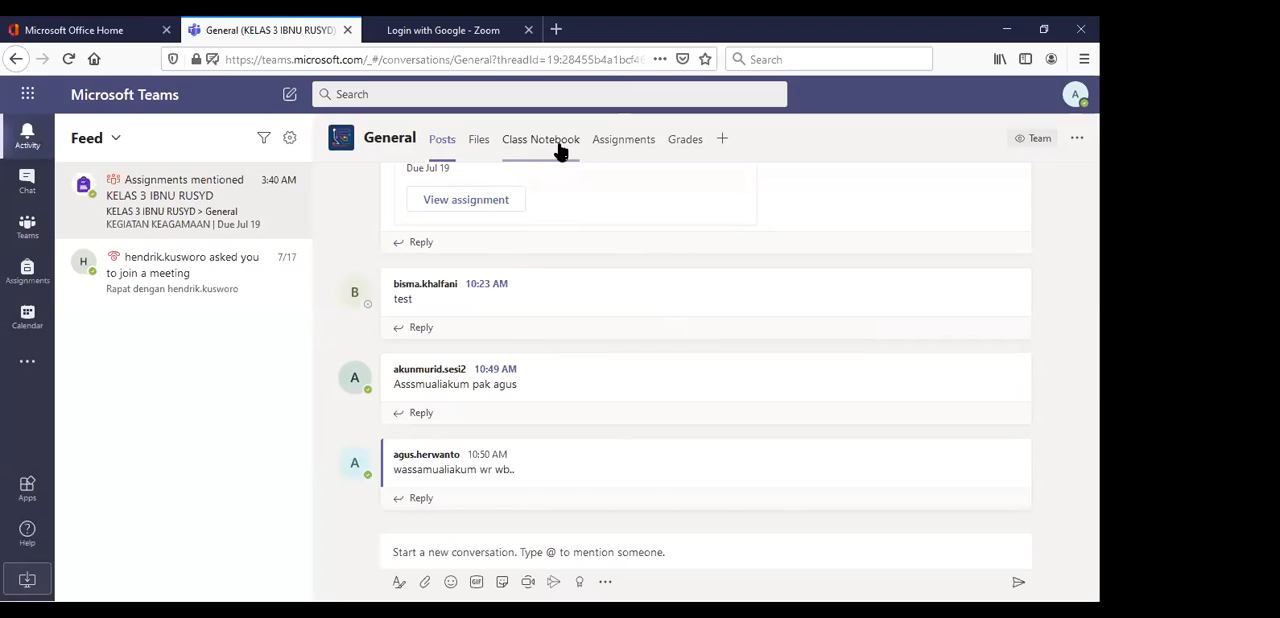 Microsoft Office Home
General (KELAS 3 IBNU RUSYD)
Login with Google - Zoom
https://teams.microsoft.com/_#/conversations/General?threadId=19:28455b4a1bcf4
Search
Microsoft Teams
Search
A
Activity
Chat
Teams
Assignments
Calendar
Apps
Help
Feed
Assignments mentioned 3:40 AM
KELAS 3 IBNU RUSYD
KELAS 3 IBNU RUSYD > General
KEGIATAN KEAGAMAAN | Due Jul 19
H
hendrik.kusworo asked you 7/17
to join a meeting
Rapat dengan hendrik.kusworo
General Posts Files Class Notebook Assignments Grades
Team
Due Jul 19
View assignment
Reply
B
bisma.khalfani 10:23 AM
test
Reply
A
akunmurid.sesi2 10:49 AM
Asssmualiakum pak agus
Reply
A
agus.herwanto 10:50 AM
wassamualiakum wr wb..
Reply
Start a new conversation. Type @ to mention someone.
GIF